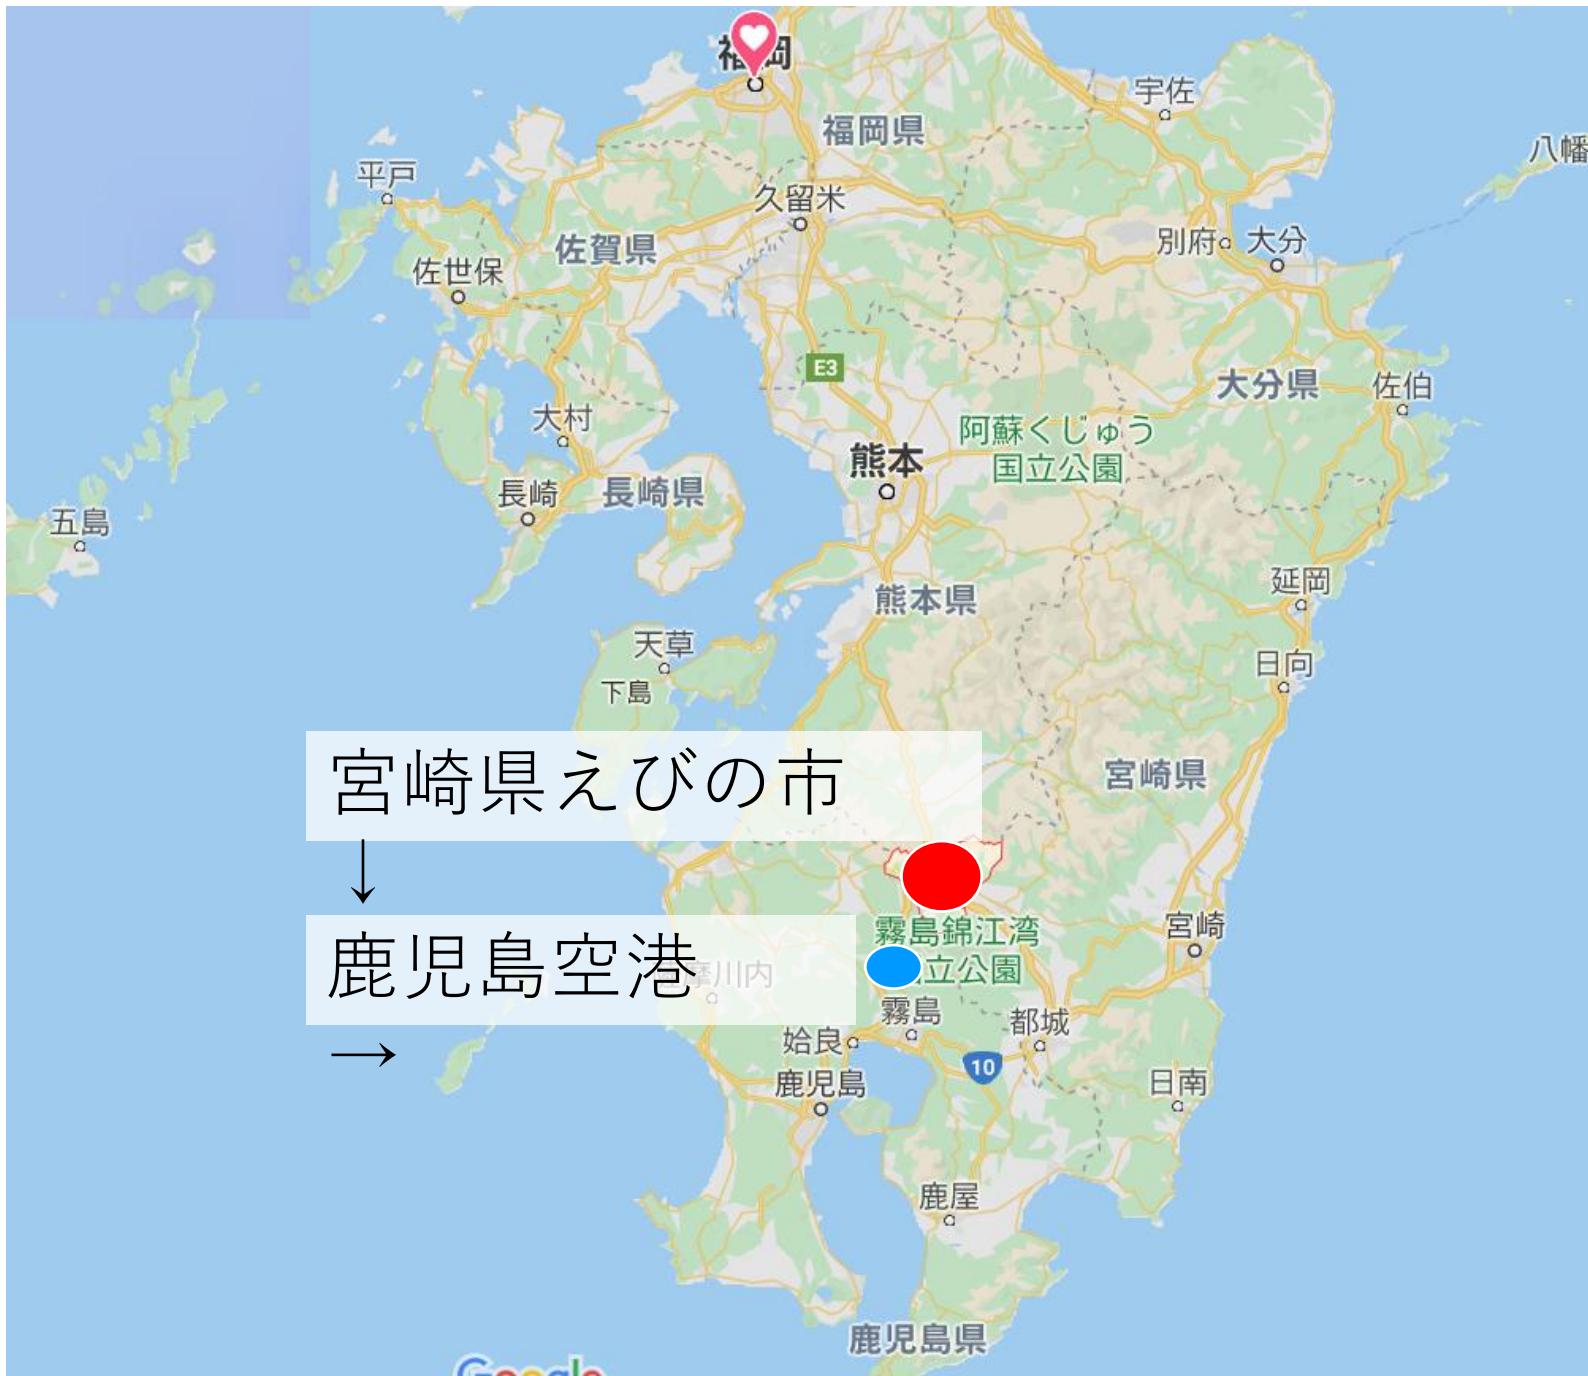 福岡
宇佐
福岡県
八幡
平戸
久留米
佐賀県
別府
大分
佐世保
E3
大分県
佐伯
大村
阿蘇くじゅう
国立公園
熊本
長崎
長崎県
五島
延岡
熊本県
天草
日向
下島
宮崎県えびの市
宮崎県
↓
霧島錦江湾
宮崎
鹿児島空港
立公園
摩川内
霧島
都城
姶良
→
10
鹿児島
日南
鹿屋
鹿児島県
Google